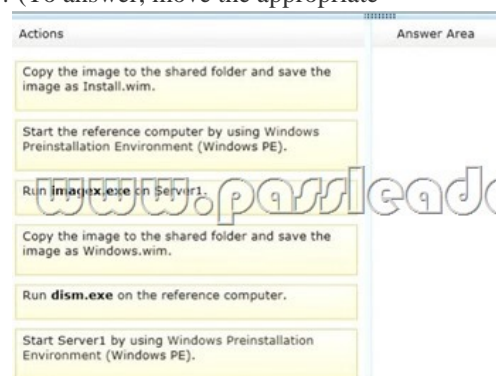 . (To answer, move the appropriate
Actions
Answer Area
Copy the image to the shared folder and save the
image as Install.wim.
Start the reference computer by using Windows
Preinstallation Environment (Windows PE).
Run imagex.exe on Server1.
www.passleade
Copy the image to the shared folder and save the
image as Windows.wim.
Run dism.exe on the reference computer.
Start Server1 by using Windows Preinstallation
Environment (Windows PE).